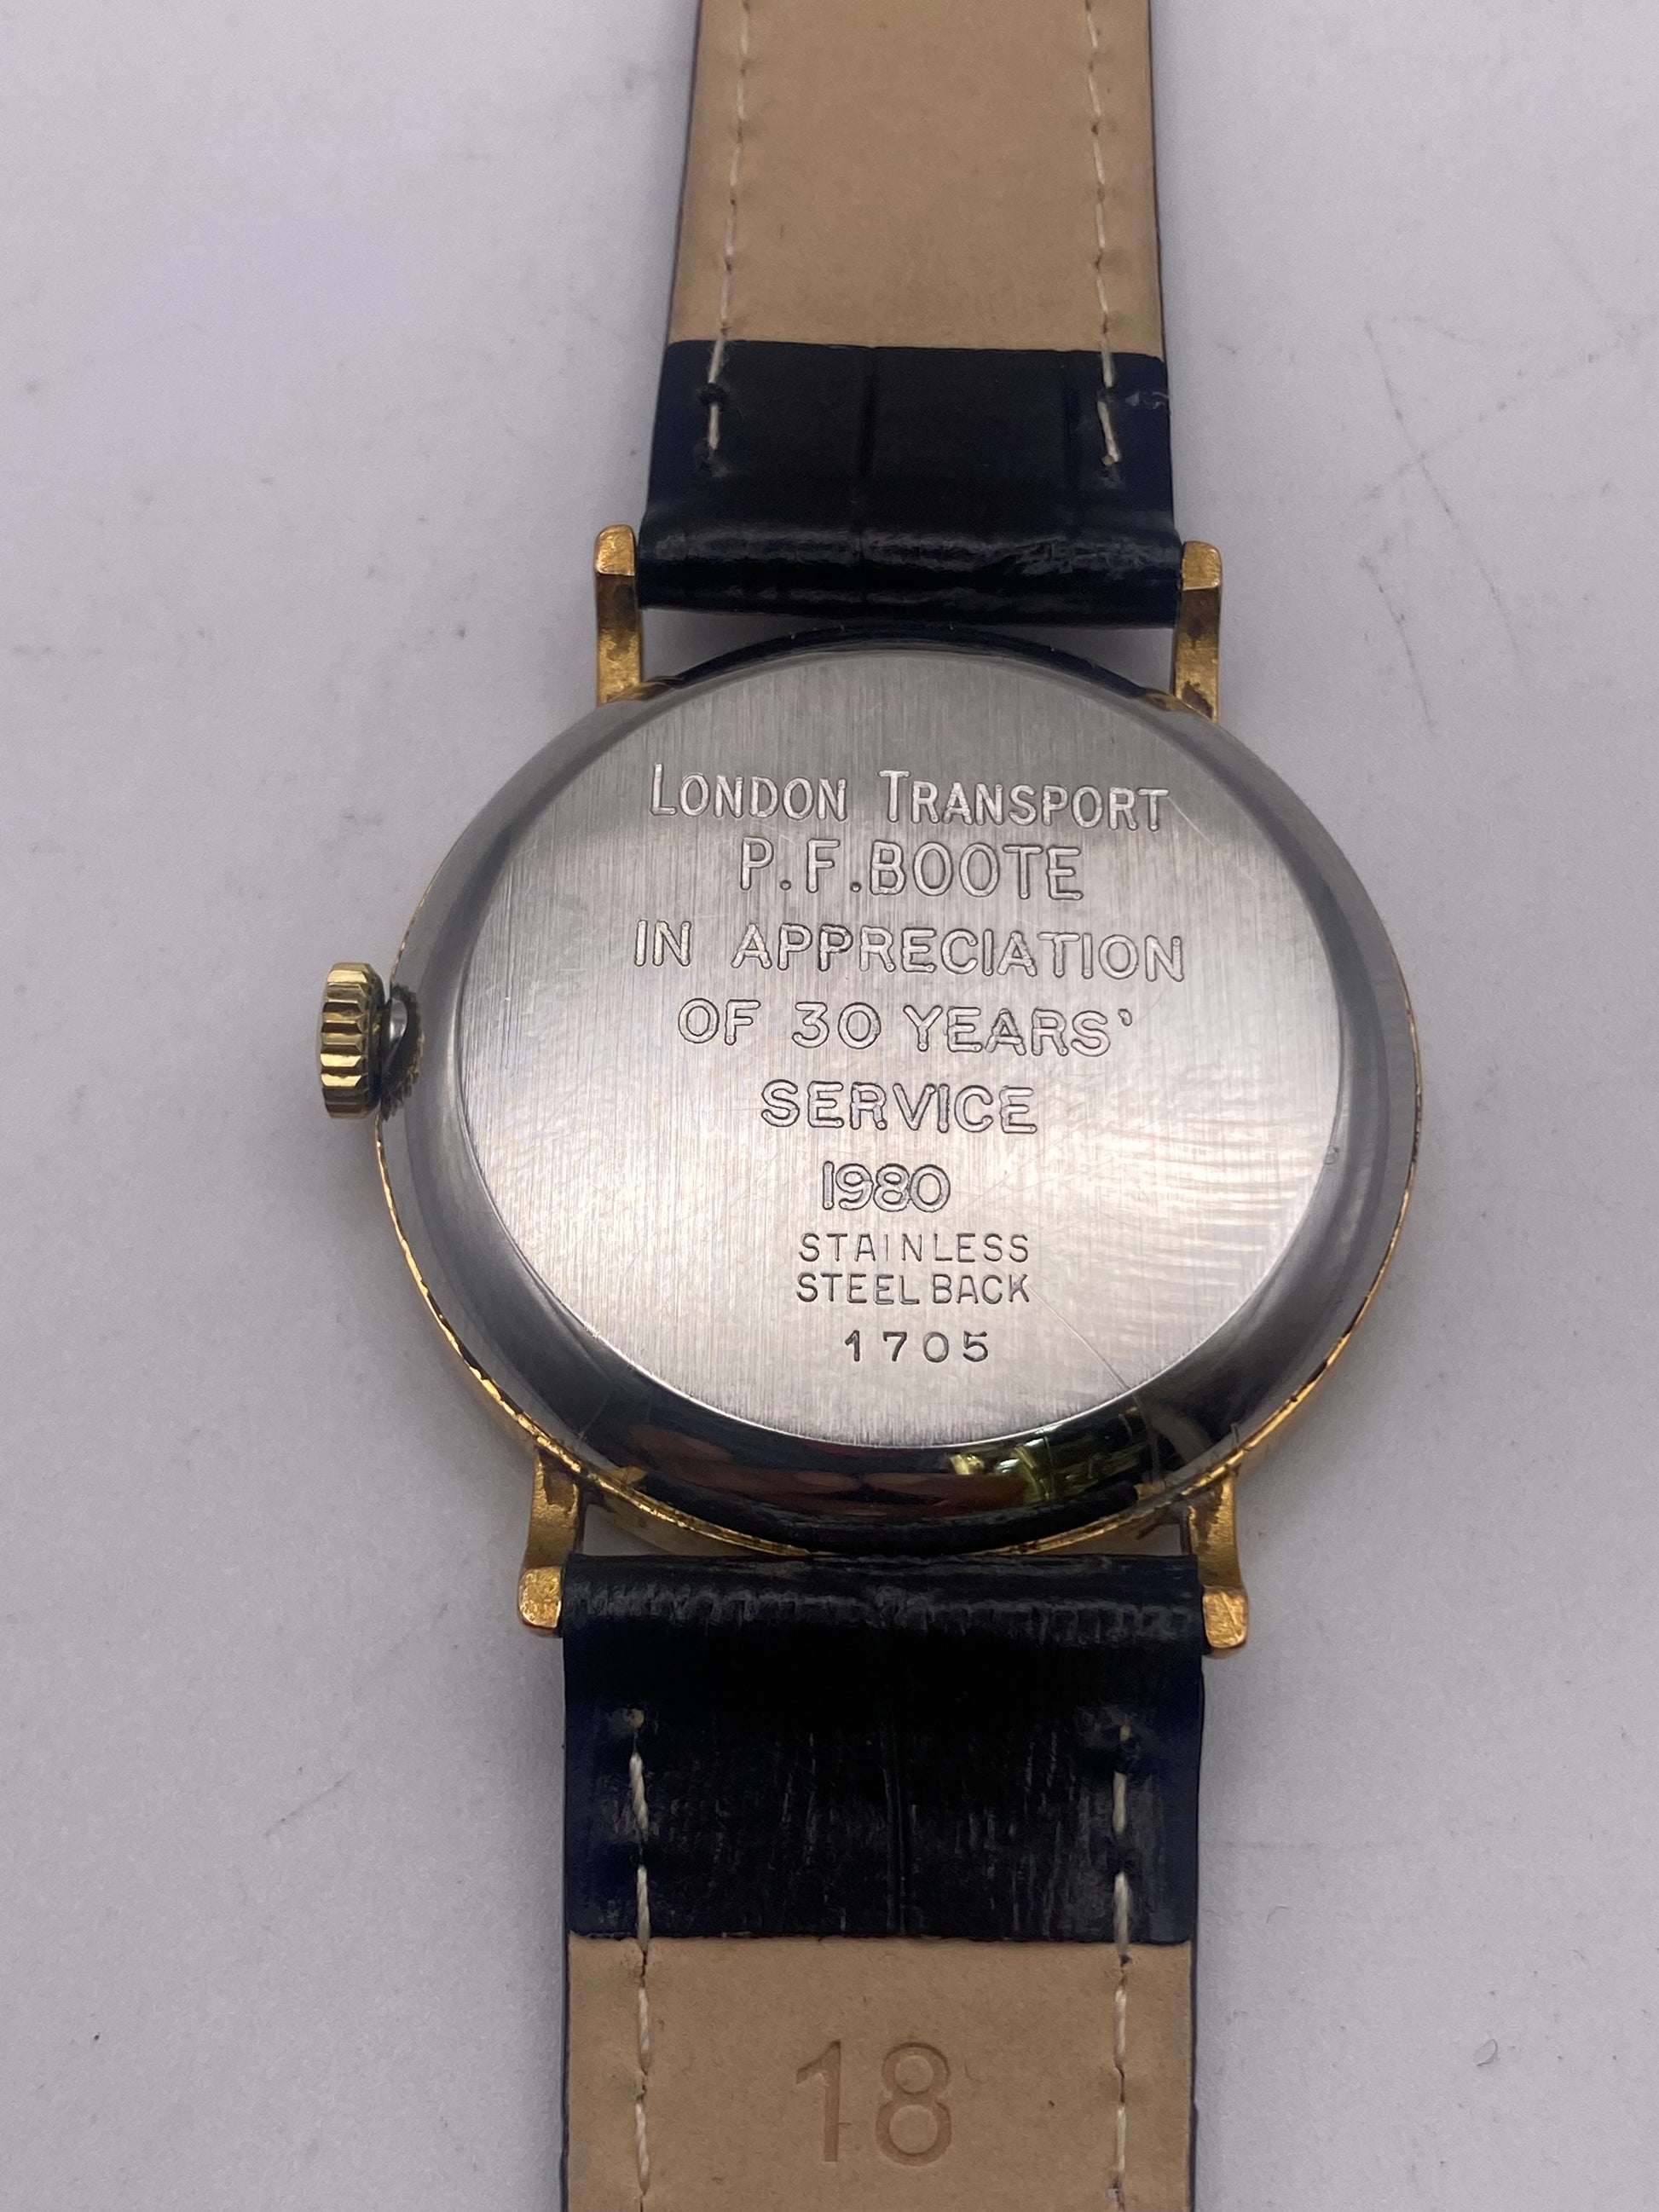 LONDON TRANSPORT
P.F.BOOTE
IN APPRECIATION
OF 30 YEARS'
SERVICE
1980
STAINLESS
STEEL BACK
1705
18